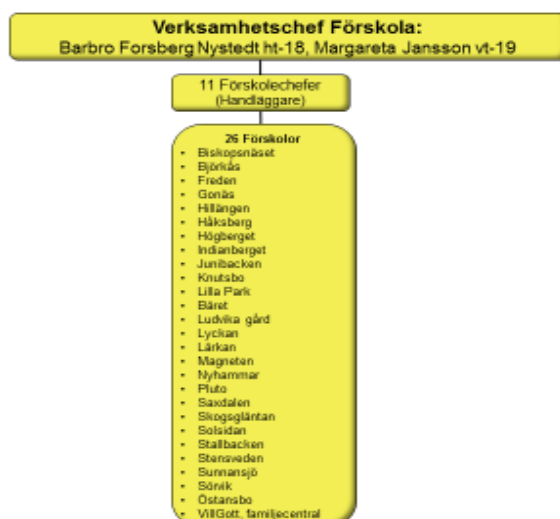 Verksamhetschef Förskola:
Barbro Forsberg Nystedt ht-18, Margareta Jansson vt-19
11 Förskolechefer
(Handläggare)
26 Förskolor
• Biskopsnäset
• Björkås
• Freden
• Gonäs
• Hillängen
• Håksberg
• Högberget
• Indianberget
• Junibacken
• Knutsbo
• Lilla Park
• Bäret
• Ludvika gård
• Lyckan
• Lärkan
• Magneten
• Nyhammar
• Pluto
• Saxdalen
• Skogsgläntan
• Solsidan
• Stallbacken
• Stensveden
• Sunnansjö
• Sörvik
• Östansbo
• VillGott, familjecentral